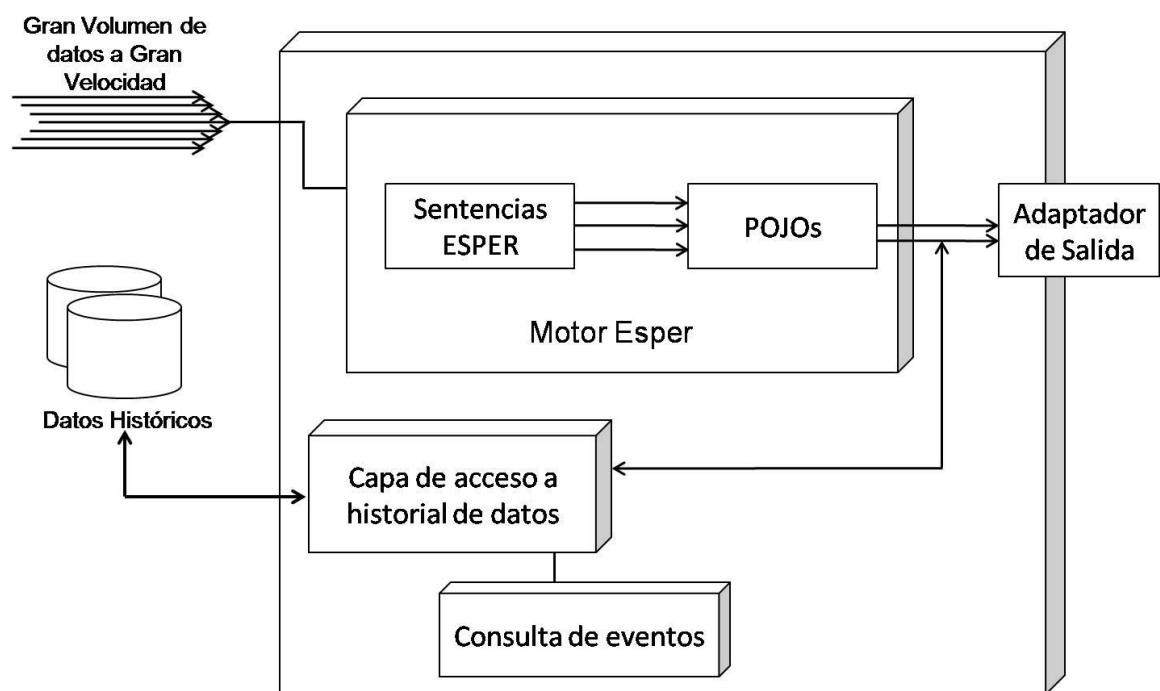 Gran Volumen de
datos a Gran
Velocidad
Sentencias
ESPER
POJOs
Adaptador
de Salida
Motor Esper
Datos Históricos
Capa de acceso a
historial de datos
Consulta de eventos